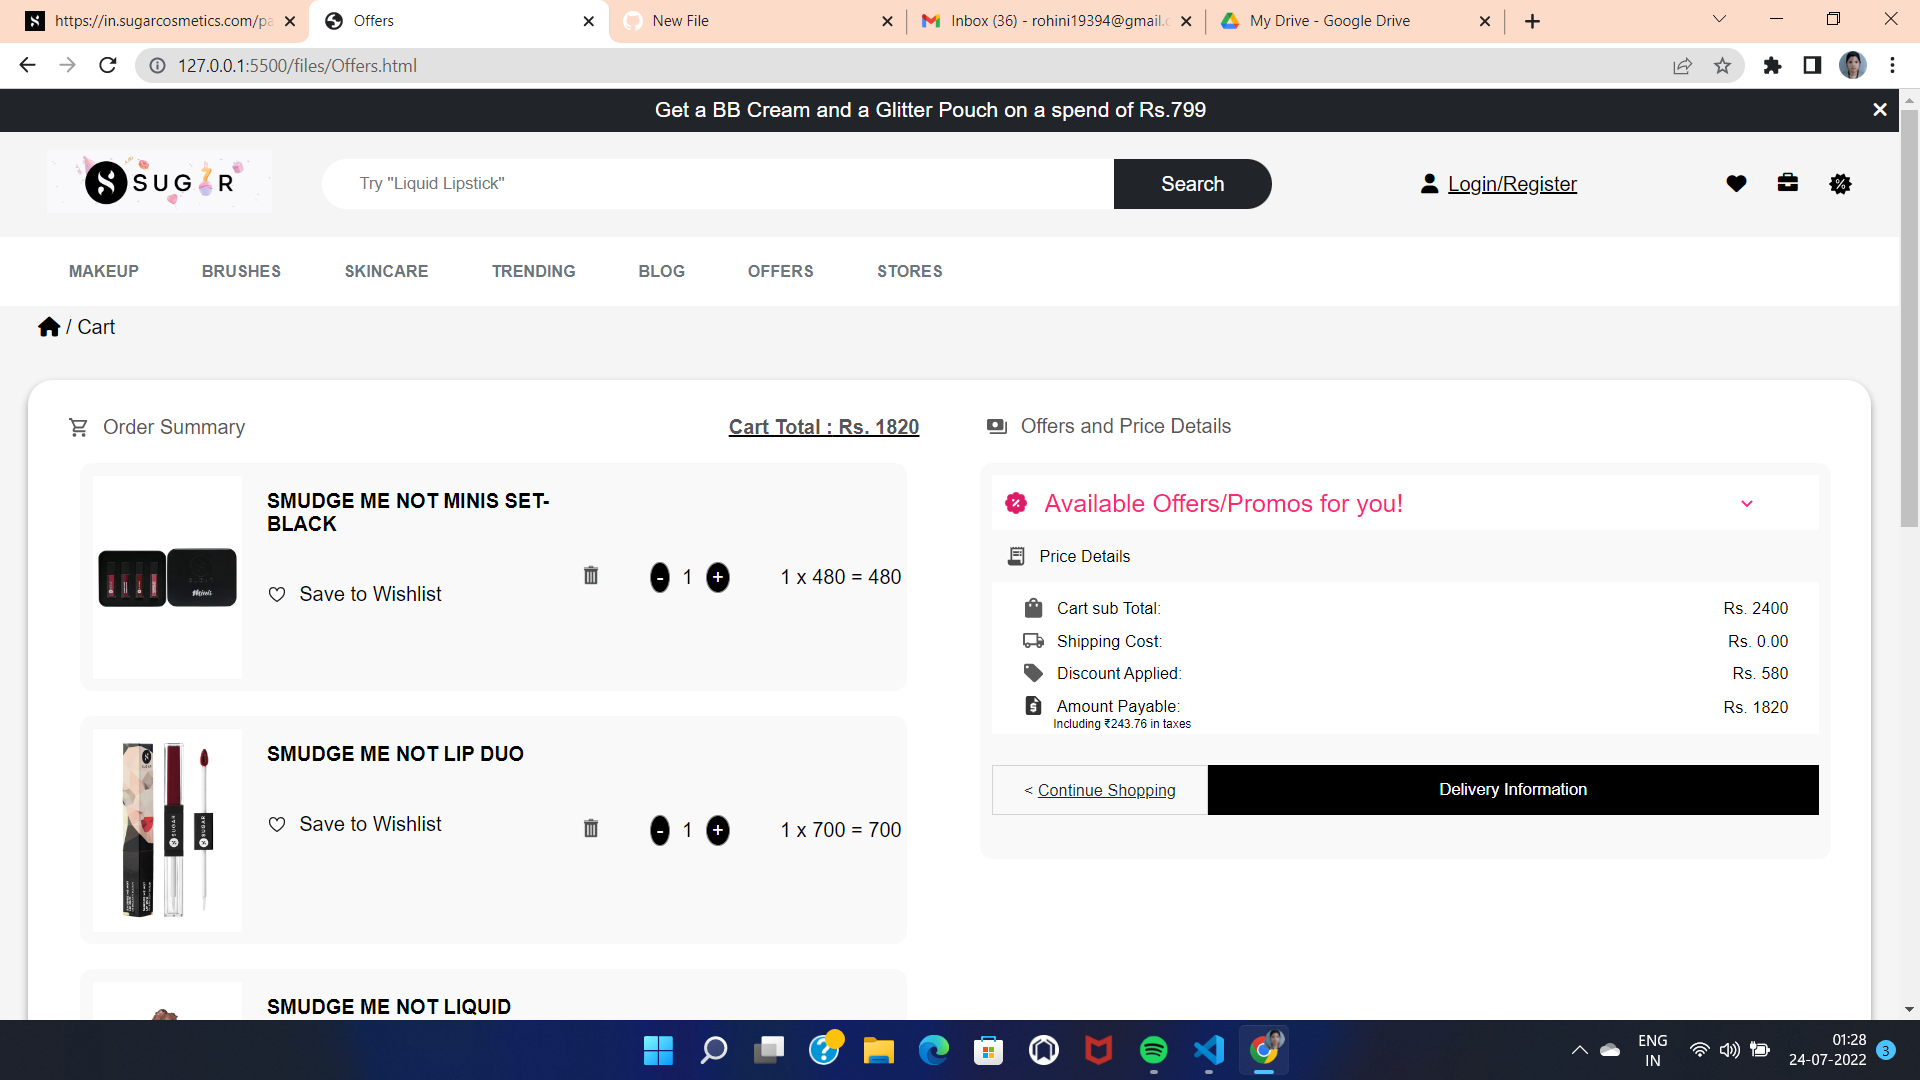 https://in.sugarcosmetics.com/pa
Offers
New File
Inbox (36) - rohini19394@gmail.c
My Drive - Google Drive
127.0.0.1:5500/files/Offers.html
Get a BB Cream and a Glitter Pouch on a spend of Rs.799
SUGAR
Try "Liquid Lipstick"
Search
Login/Register
MAKEUP
BRUSHES
SKINCARE
TRENDING
BLOG
OFFERS
STORES
/ Cart
Order Summary
Cart Total : Rs. 1820
SMUDGE ME NOT MINIS SET-
BLACK
Save to Wishlist
- 1 +
1 x 480 = 480
Minis
SMUDGE ME NOT LIP DUO
Save to Wishlist
- 1 +
1 x 700 = 700
SUGAR
SUGAR
SMUDGE ME NOT LIQUID
Offers and Price Details
Available Offers/Promos for you!
Price Details
Cart sub Total: Rs. 2400
Shipping Cost: Rs. 0.00
Discount Applied: Rs. 580
Amount Payable: Rs. 1820
Including ₹243.76 in taxes
< Continue Shopping
Delivery Information
ENG
IN
01:28
24-07-2022
3